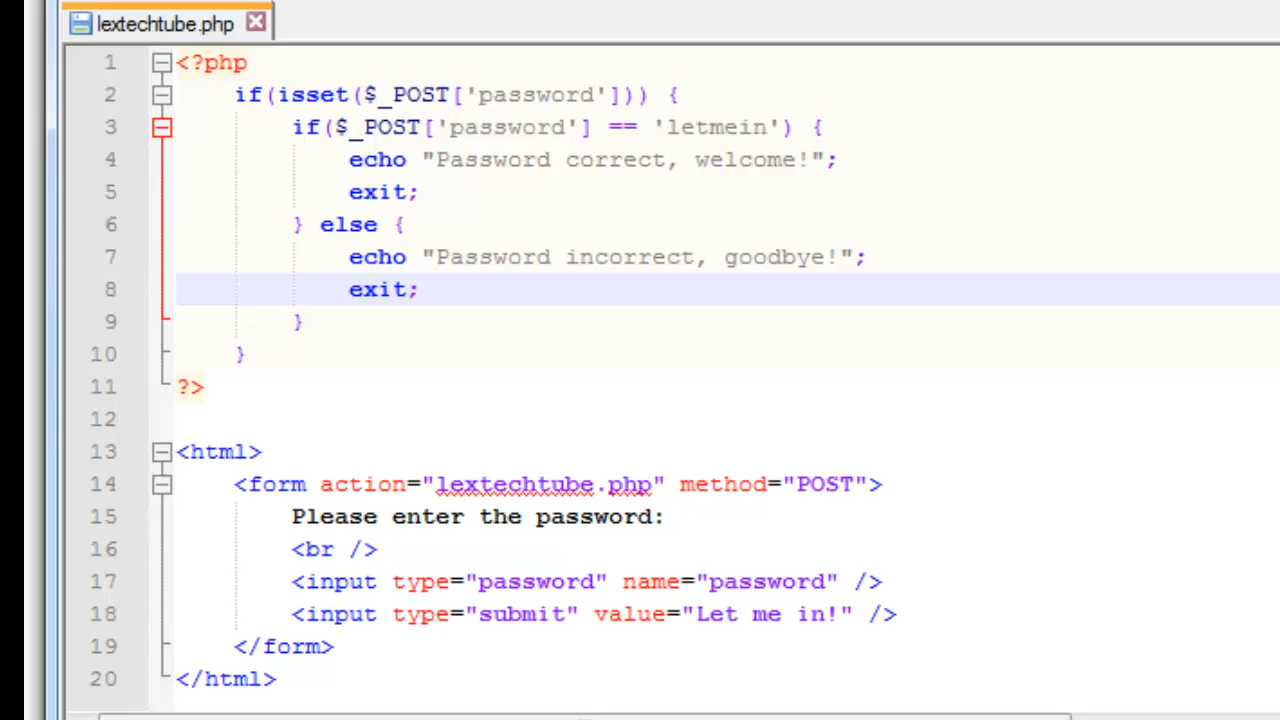 lextechtube.php
1 <?php
2 if(isset($_POST['password'])) {
3 if($_POST['password'] == 'letmein') {
4 echo "Password correct, welcome!";
5 exit;
6 } else {
7 echo "Password incorrect, goodbye!";
8 exit;
9 }
10 }
11 ?>
12
13 <html>
14 <form action="lextechtube.php" method="POST">
15 Please enter the password:
16 <br />
17 <input type="password" name="password" />
18 <input type="submit" value="Let me in!" />
19 </form>
20 </html>